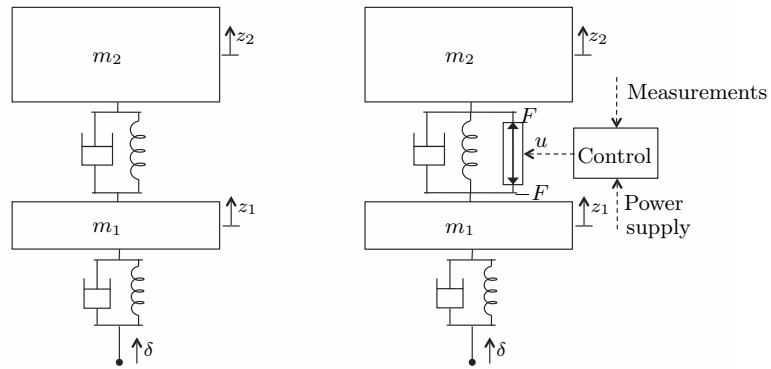 z₂
m₂
z₁
m₁
δ
z₂
m₂
Measurements
F
u
Control
−F
z₁
Power
supply
m₁
δ